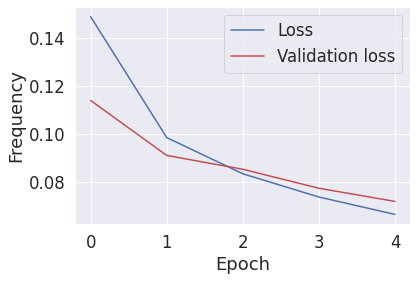 Loss
Validation loss
0.14
0.12
0.10
0.08
Frequency
0 1 2 3 4
Epoch